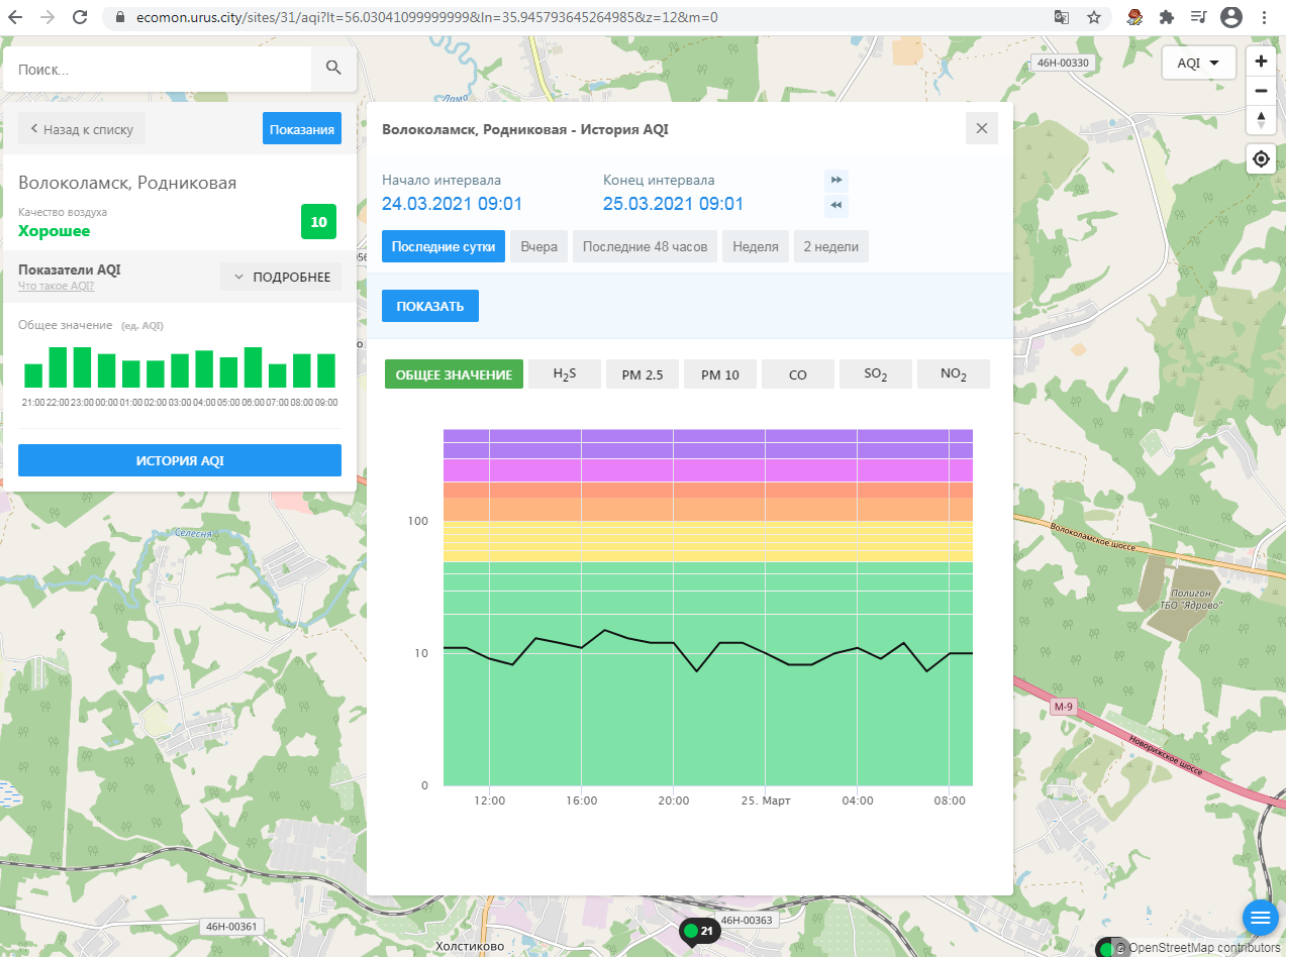 ecomon.urus.city/sites/31/aqi?lt=56.03041099999999&ln=35.945793645264985&z=12&m=0
Поиск...
46Н-00330
AQI
Лама
Назад к списку
Показания
Волоколамск, Родниковая - История AQI
Волоколамск, Родниковая
Качество воздуха
Хорошее
10
Начало интервала
Конец интервала
24.03.2021 09:01
25.03.2021 09:01
Последние сутки
Вчера
Последние 48 часов
Неделя
2 недели
Показатели AQI
Что такое AQI?
ПОДРОБНЕЕ
ПОКАЗАТЬ
Общее значение (ед. AQI)
21:00 22:00 23:00 00:00 01:00 02:00 03:00 04:00 05:00 06:00 07:00 08:00 09:00
ИСТОРИЯ AQI
ОБЩЕЕ ЗНАЧЕНИЕ
H2S
PM 2.5
PM 10
CO
SO2
NO2
100
10
0
12:00
16:00
20:00
25. Март
04:00
08:00
Селесня
Волоколамское шоссе
Полигон
ТБО "Ядрово"
М-9
Новорижское шоссе
46Н-00361
46Н-00363
21
Холстиково
© OpenStreetMap contributors